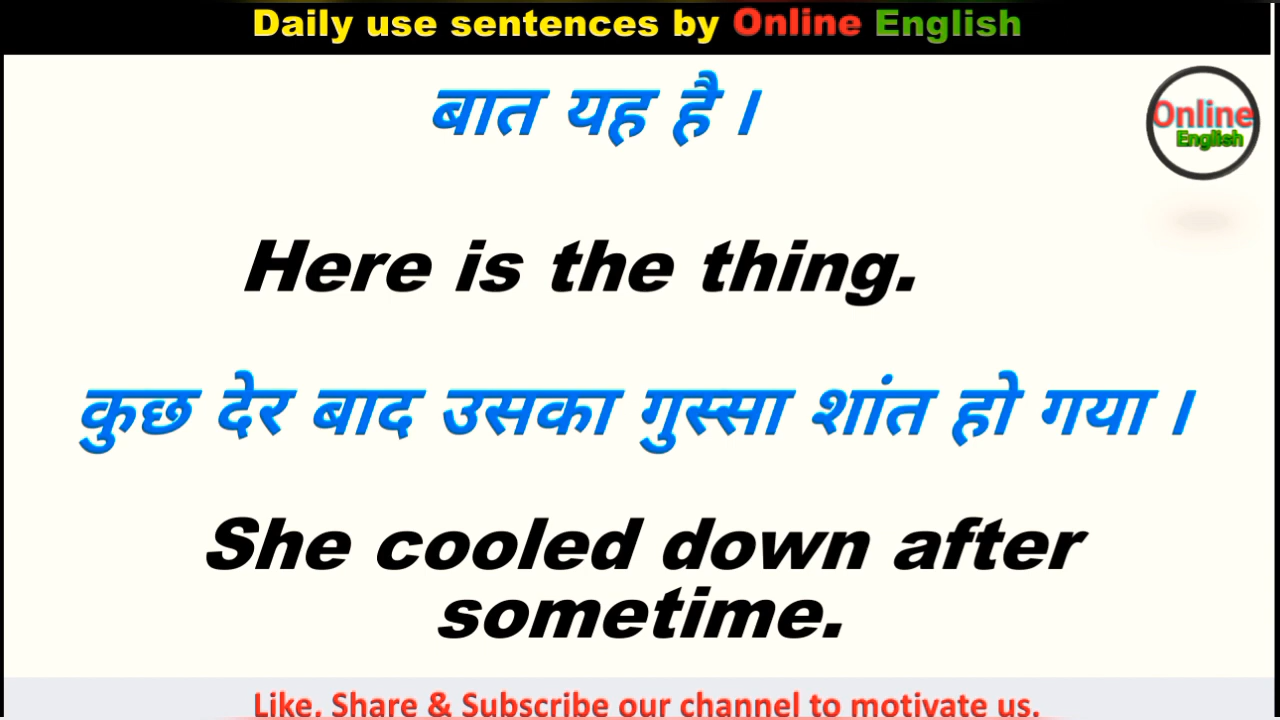 Daily use sentences by Online English
बात यह है ।
Online
English
Here is the thing.
कुछ देर बाद उसका गुस्सा शांत हो गया ।
She cooled down after
sometime.
Like. Share & Subscribe our channel to motivate us.